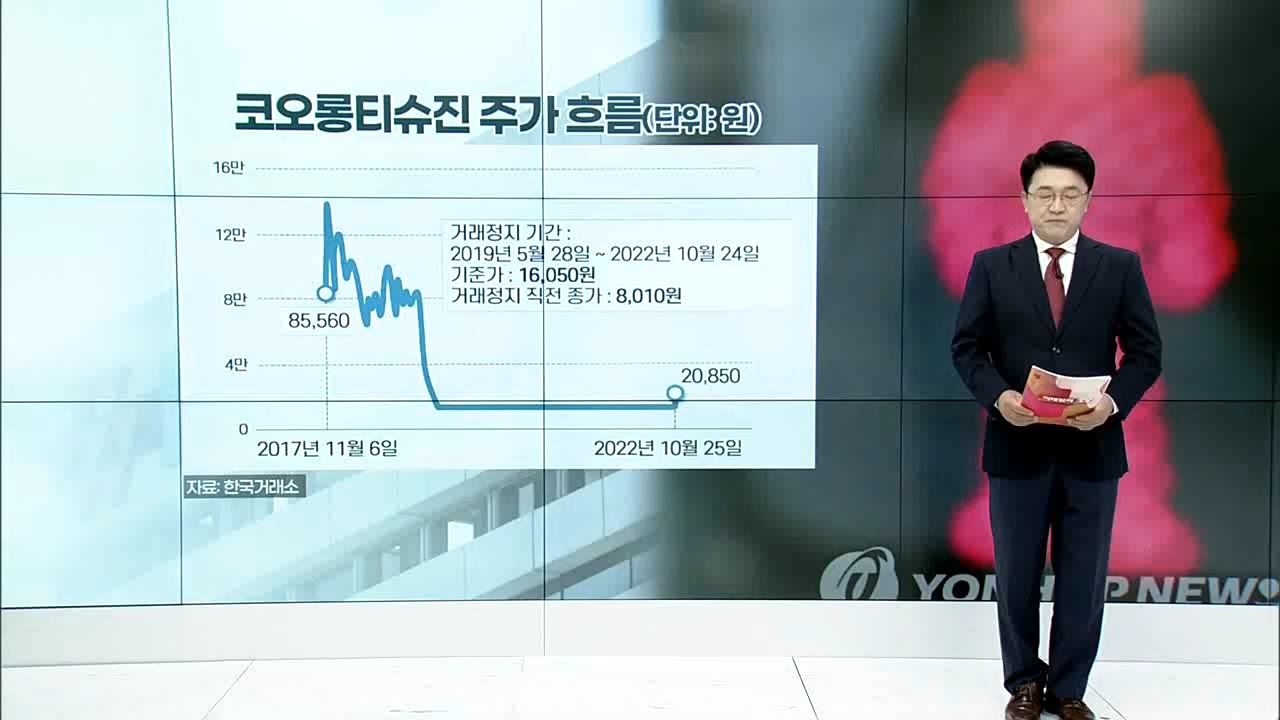 코오롱티슈진 주가 흐름(단위: 원)
16만
12만
8만
4만
0
거래정지 기간 :
2019년 5월 28일 ~ 2022년 10월 24일
기준가 : 16,050원
거래정지 직전 종가 : 8,010원
85,560
20,850
2017년 11월 6일
2022년 10월 25일
자료: 한국거래소
YONHAP NEWS